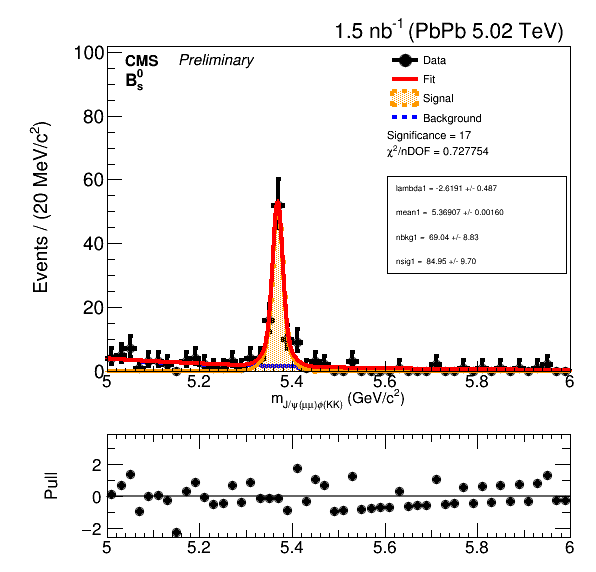 1.5 nb⁻¹ (PbPb 5.02 TeV)
CMS Preliminary
B⁰ₛ
Data
Fit
Signal
Background
Significance = 17
χ²/nDOF = 0.727754
lambda1 = -2.6191 +/- 0.487
mean1 = 5.36907 +/- 0.00160
nbkg1 = 69.04 +/- 8.83
nsig1 = 84.95 +/- 9.70
Events / (20 MeV/c²)
100
80
60
40
20
0
5 5.2 5.4 5.6 5.8 6
m_J/ψ(μμ)φ(KK) (GeV/c²)
Pull
2
0
−2
5 5.2 5.4 5.6 5.8 6